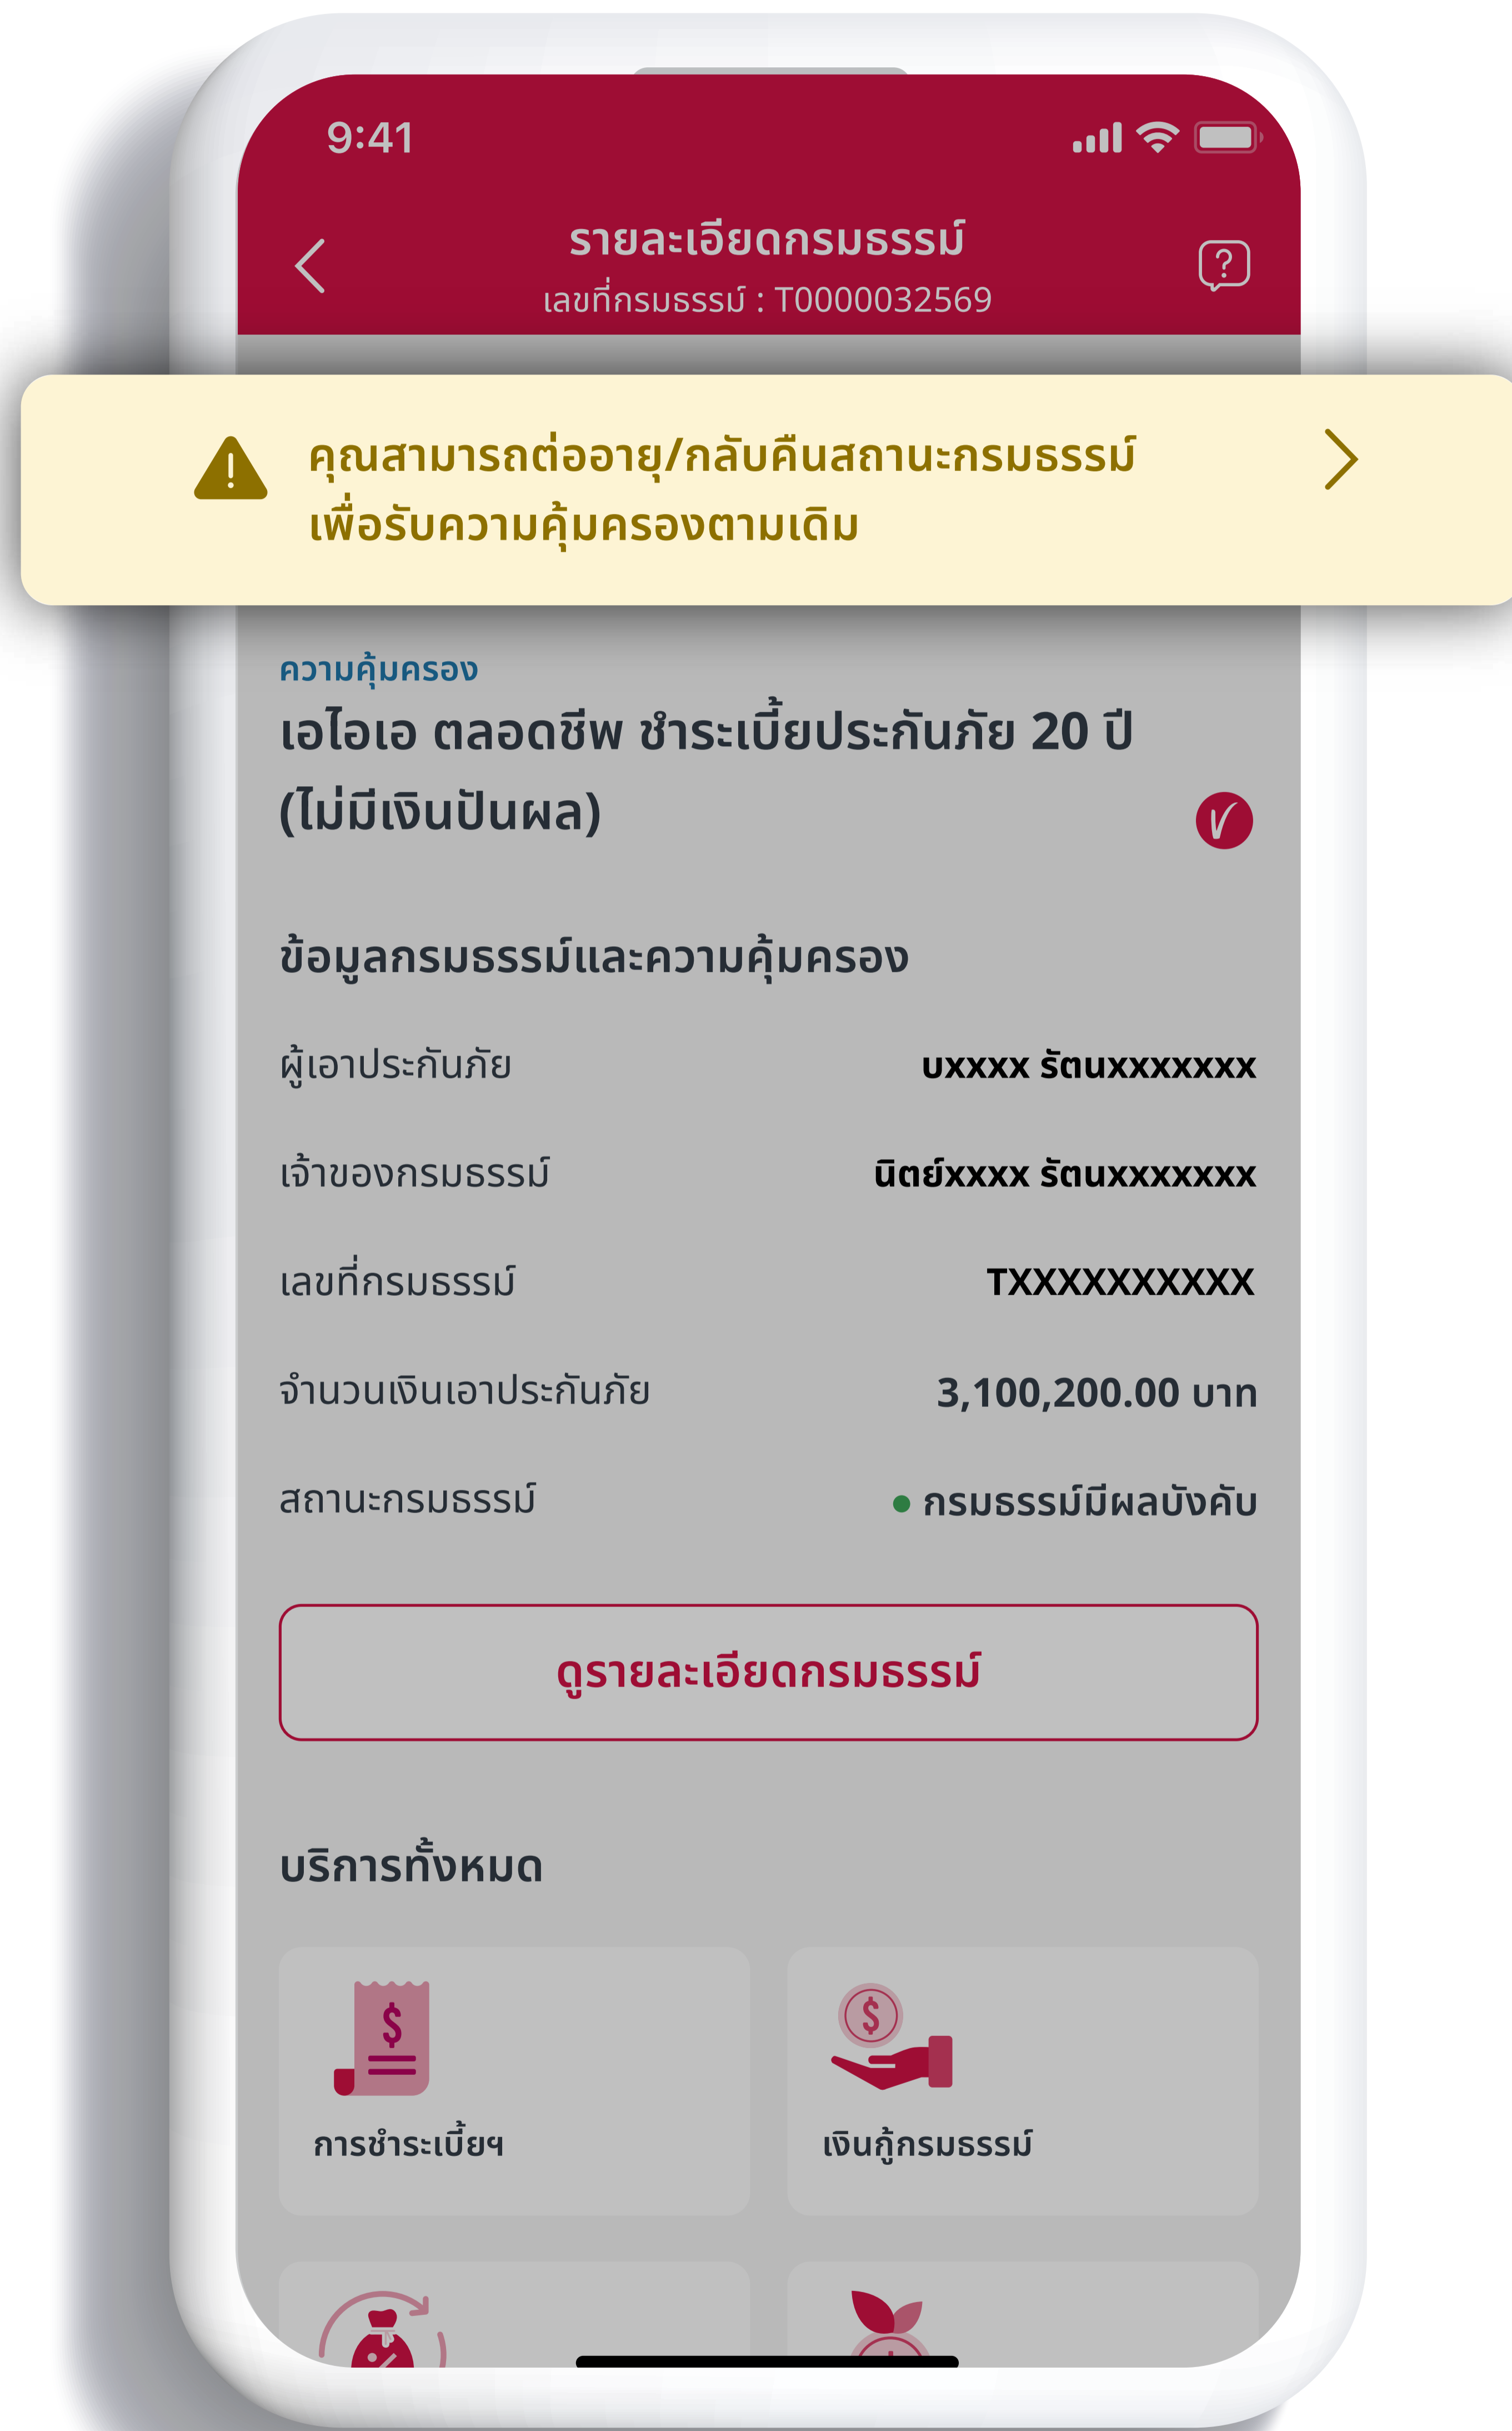 9:41
รายละเอียดกรมธรรม์
เลขที่กรมธรรม์ : T0000032569
คุณสามารถต่ออายุ/กลับคืนสถานะกรมธรรม์
เพื่อรับความคุ้มครองตามเดิม
ความคุ้มครอง
เอไอเอ ตลอดชีพ ชำระเบี้ยประกันภัย 20 ปี
(ไม่มีเงินปันผล)
ข้อมูลกรมธรรม์และความคุ้มครอง
ผู้เอาประกันภัย บxxxx รัตนxxxxxxx
เจ้าของกรมธรรม์ นิตย์xxxx รัตนxxxxxxx
เลขที่กรมธรรม์ TXXXXXXXXXX
จำนวนเงินเอาประกันภัย 3,100,200.00 บาท
สถานะกรมธรรม์ กรมธรรม์มีผลบังคับ
ดูรายละเอียดกรมธรรม์
บริการทั้งหมด
การชำระเบี้ยฯ เงินกู้กรมธรรม์